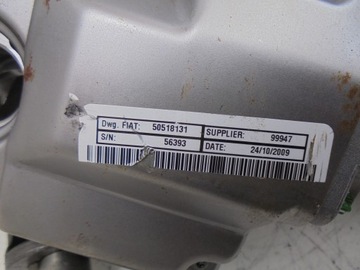 Dwg. FIAT: 50518131 SUPPLIER: 99947
S/N: 56393 DATE: 24/10/2009